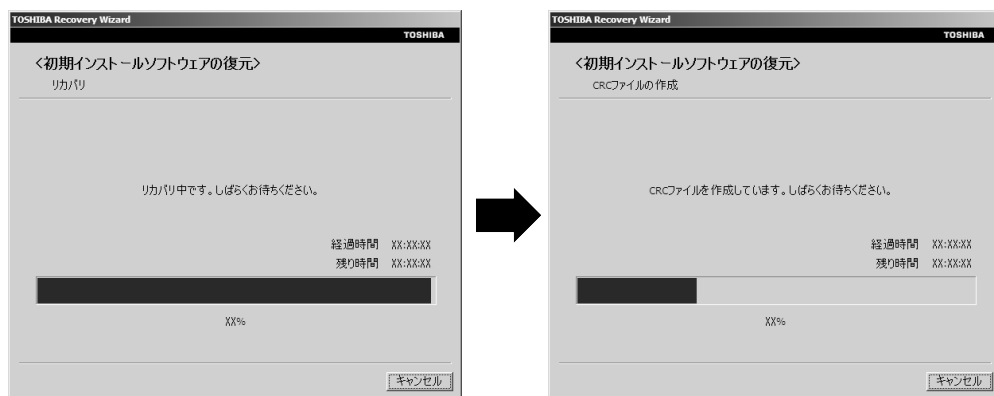 TOSHIBA Recovery Wizard
TOSHIBA
<初期インストールソフトウェアの復元>
リカバリ
リカバリ中です。しばらくお待ちください。
経過時間 XX:XX:XX
残り時間 XX:XX:XX
XX%
キャンセル
TOSHIBA Recovery Wizard
TOSHIBA
<初期インストールソフトウェアの復元>
CRCファイルの作成
CRCファイルを作成しています。しばらくお待ちください。
経過時間 XX:XX:XX
残り時間 XX:XX:XX
XX%
キャンセル